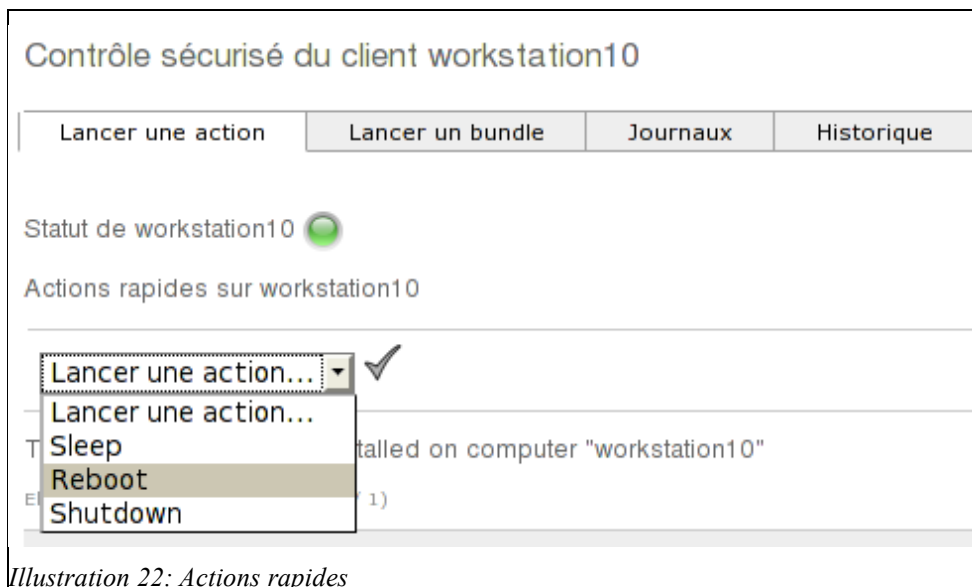 Contrôle sécurisé du client workstation10
Lancer une action Lancer un bundle Journaux Historique
Statut de workstation10
Actions rapides sur workstation10
Lancer une action...
Lancer une action...
Sleep
talled on computer "workstation10"
Reboot
1)
Shutdown
Illustration 22: Actions rapides